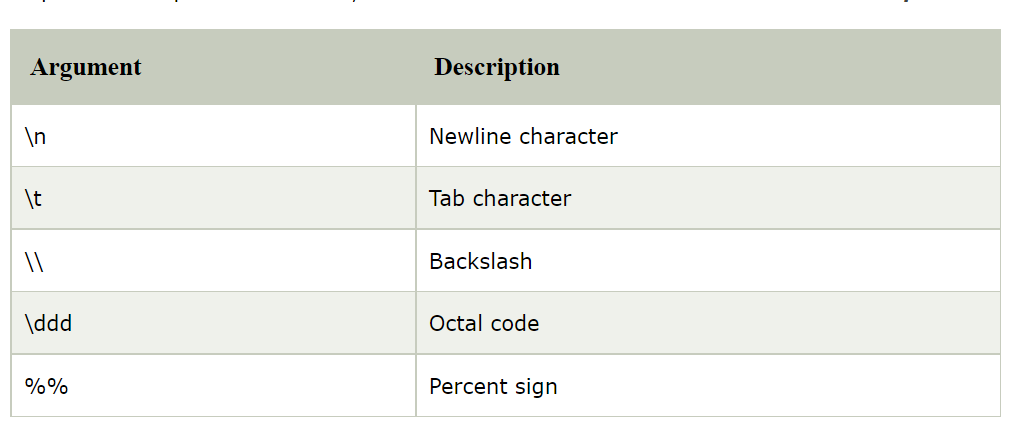 Argument Description
\n Newline character
\t Tab character
\\ Backslash
\ddd Octal code
%% Percent sign